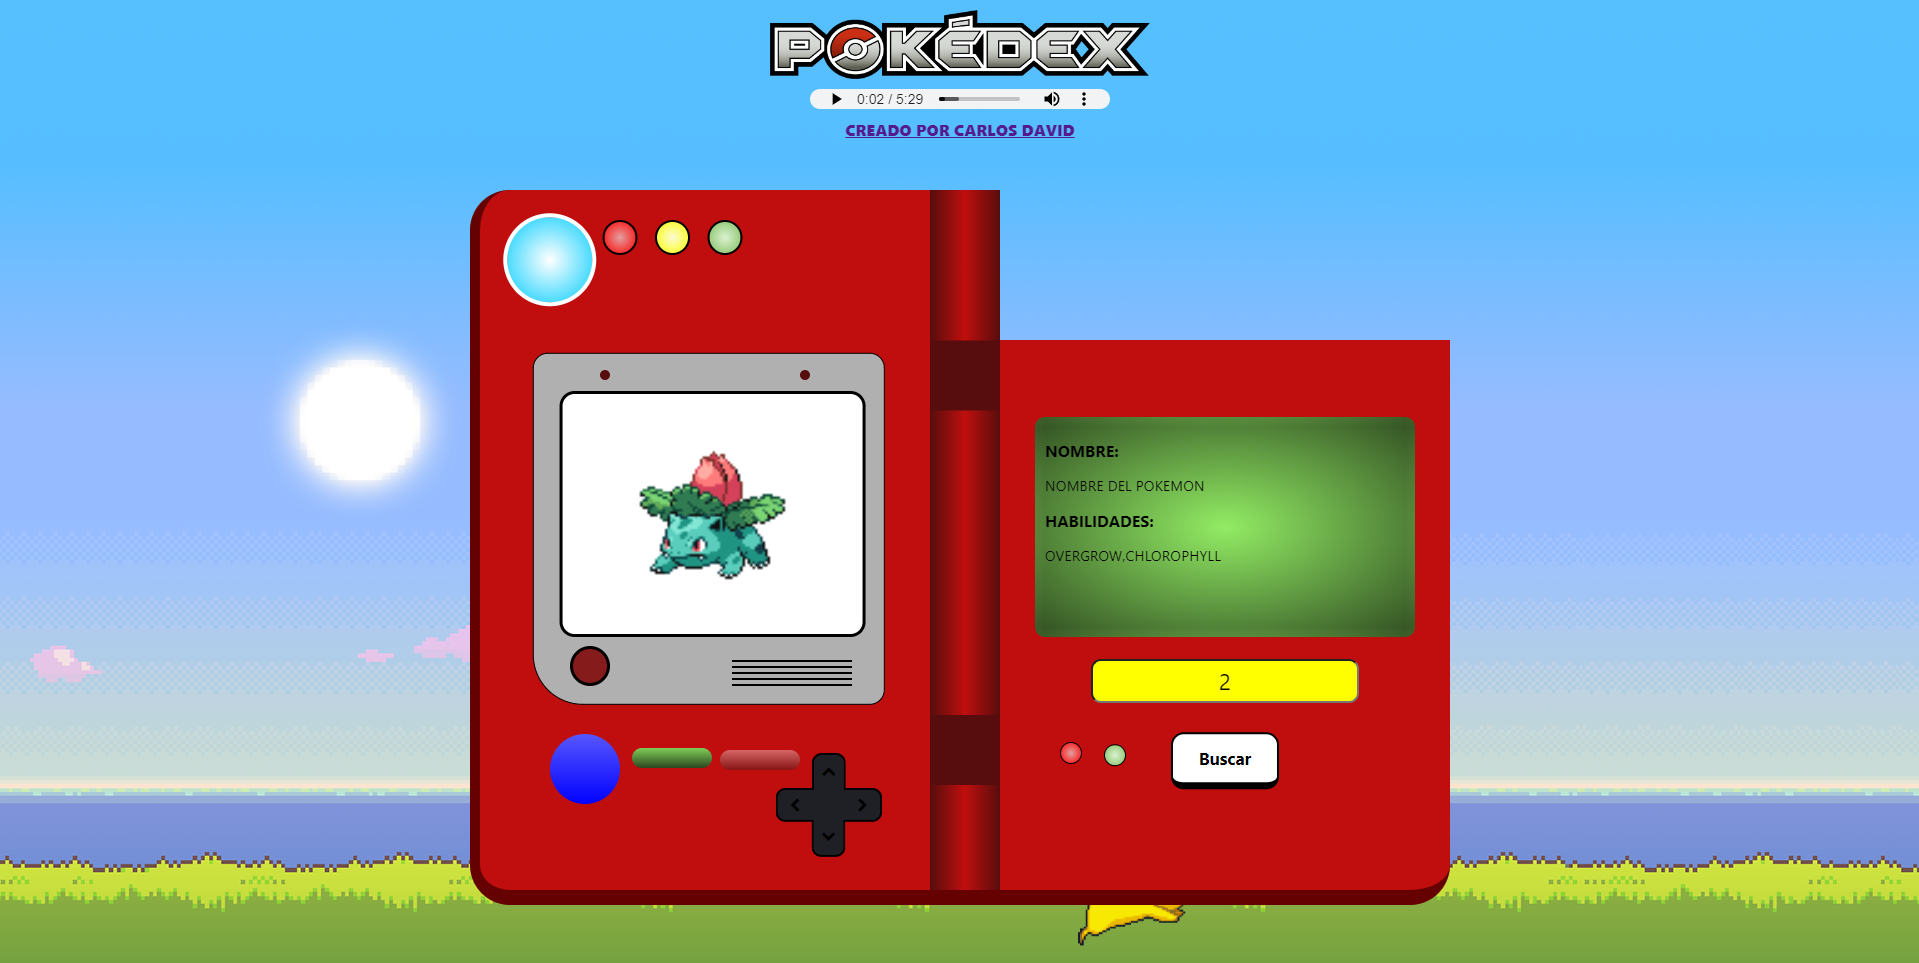 POKÉDEX
0:02 / 5:29
CREADO POR CARLOS DAVID
NOMBRE:
NOMBRE DEL POKEMON
HABILIDADES:
OVERGROW,CHLOROPHYLL
2
Buscar